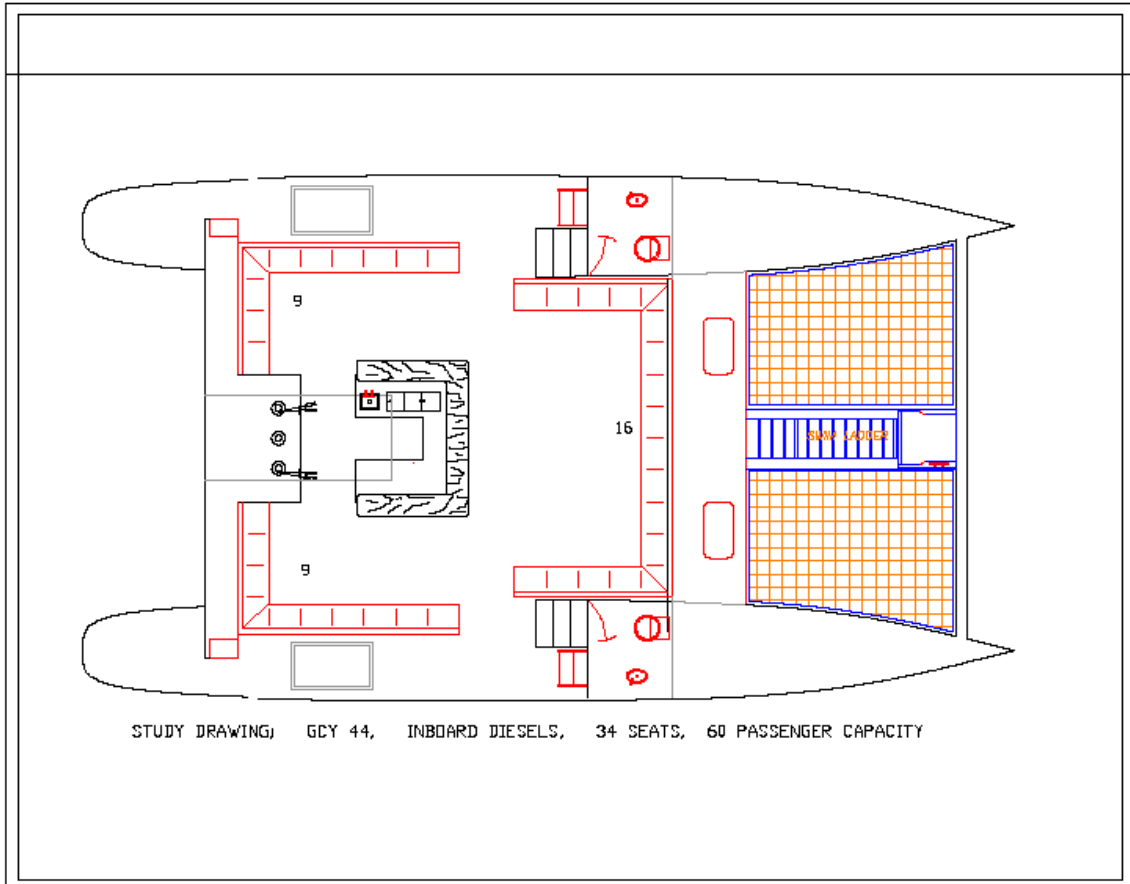 9
16
SWIM LADDER
9
STUDY DRAWING; GCY 44, INBOARD DIESELS, 34 SEATS, 60 PASSENGER CAPACITY